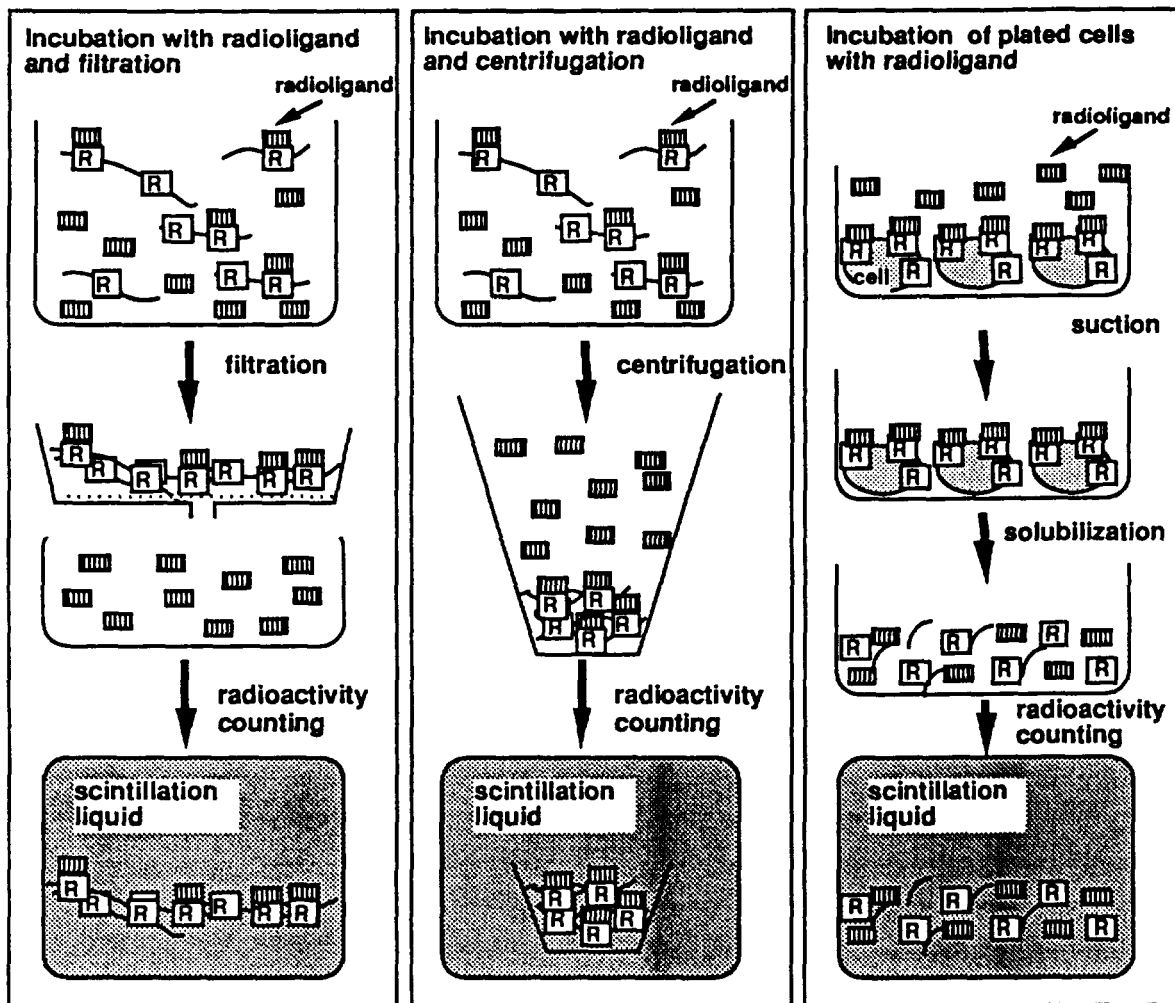 Incubation with radioligand
and filtration
radioligand
R
R
R
R
R
R
R
R
filtration
R
R
R
R
R
R
R
radioactivity
counting
scintillation
liquid
R
R
R
R
R
R
R
Incubation with radioligand
and centrifugation
radioligand
R
R
R
R
R
R
R
R
centrifugation
R
R
R
R
R
radioactivity
counting
scintillation
liquid
R
R
R
R
R
Incubation of plated cells
with radioligand
radioligand
R
R
R
R
R
R
cell
R
R
R
suction
R
R
R
R
R
R
R
R
R
solubilization
R
R
R
R
R
R
radioactivity
counting
scintillation
liquid
R
R
R
R
R
R